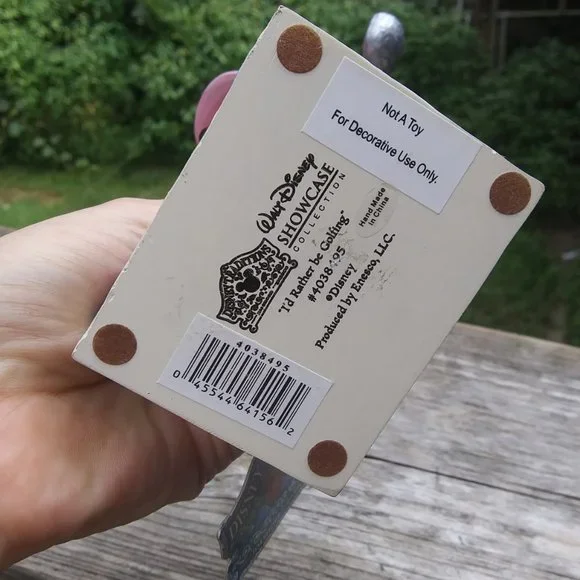 Not A Toy
For Decorative Use Only.
WALT DISNEY
SHOWCASE
COLLECTION
Hand Made
in China
"I'd Rather be Golfing"
#4038495
©Disney
Produced by Enesco, LLC.
4038495
0 45544 64156 2